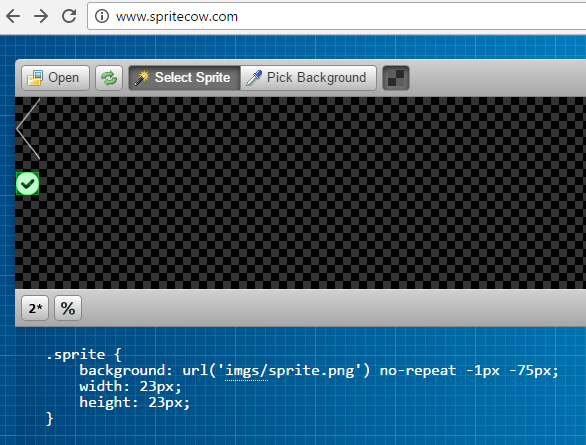 www.spritecow.com
Open Select Sprite Pick Background
2* %
.sprite {
background: url('imgs/sprite.png') no-repeat -1px -75px;
width: 23px;
height: 23px;
}